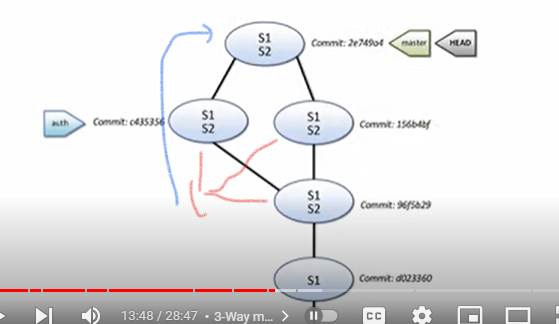 S1
S2
Commit: 2e749a4
master
HEAD
auth
Commit: c435356
S1
S2
S1
S2
Commit: 156b4bf
S1
S2
Commit: 96f5b29
S1
Commit: d023360
13:48 / 28:47 • 3-Way m...
CC